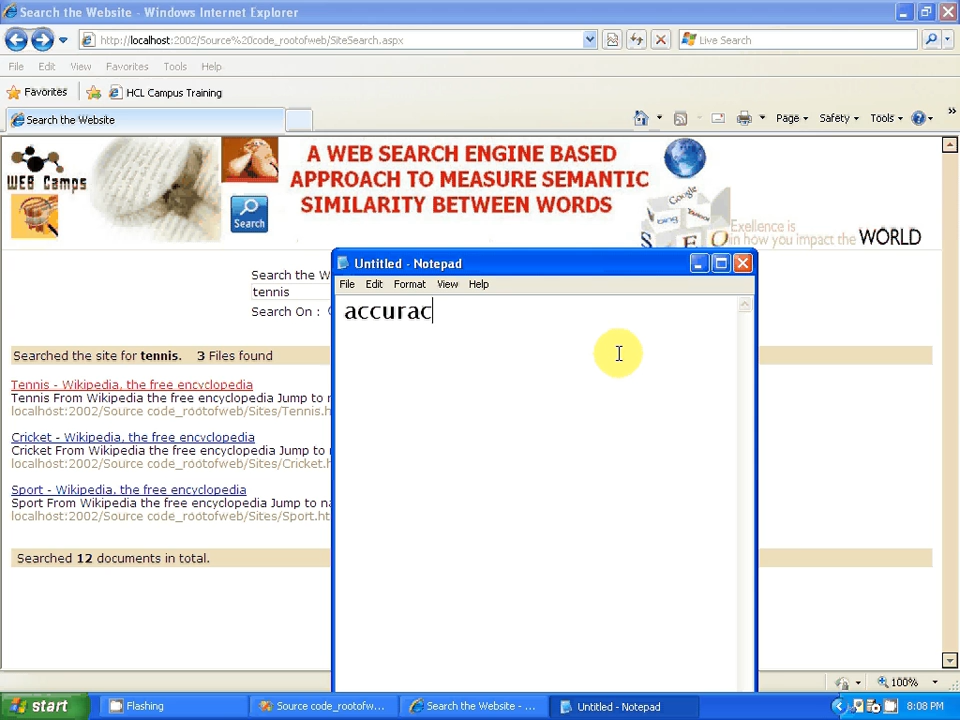 Search the Website - Windows Internet Explorer
http://localhost:2002/Source%20code_rootofweb/SiteSearch.aspx
Live Search
File Edit View Favorites Tools Help
Favorites HCL Campus Training
Search the Website
Page Safety Tools
WEB Camps
Search
A WEB SEARCH ENGINE BASED
APPROACH TO MEASURE SEMANTIC
SIMILARITY BETWEEN WORDS
Google
bing
YAHOO!
S E O
Exellence is
in how you impact the WORLD
Search the W
tennis
Search On :
Searched the site for tennis. 3 Files found
Tennis - Wikipedia, the free encyclopedia
Tennis From Wikipedia the free encyclopedia Jump to
localhost:2002/Source code_rootofweb/Sites/Tennis.h
Cricket - Wikipedia, the free encyclopedia
Cricket From Wikipedia the free encyclopedia Jump to
localhost:2002/Source code_rootofweb/Sites/Cricket.h
Sport - Wikipedia, the free encyclopedia
Sport From Wikipedia the free encyclopedia Jump to na
localhost:2002/Source code_rootofweb/Sites/Sport.ht
Searched 12 documents in total.
Untitled - Notepad
File Edit Format View Help
accurac
100%
start Flashing Source code_rootofw... Search the Website - ... Untitled - Notepad 8:08 PM